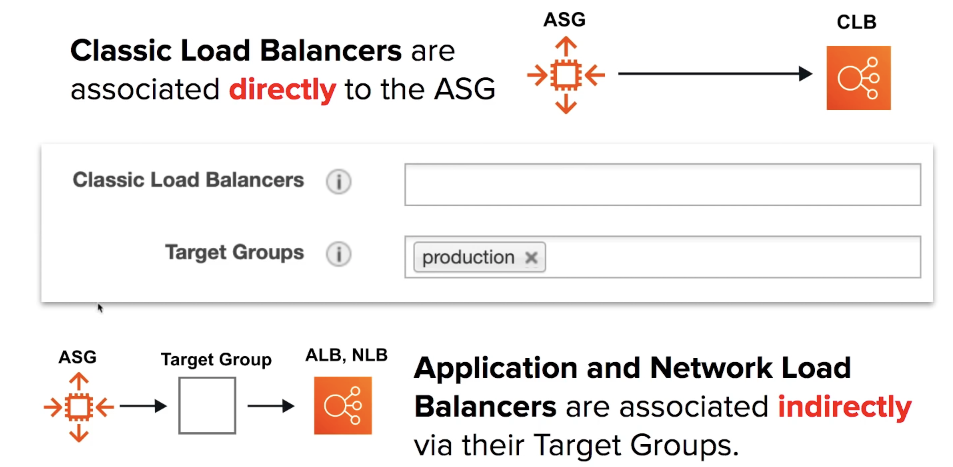 ASG
CLB
Classic Load Balancers are
associated directly to the ASG
Classic Load Balancers i
Target Groups i
production ×
ASG
Target Group
ALB, NLB
Application and Network Load
Balancers are associated indirectly
via their Target Groups.